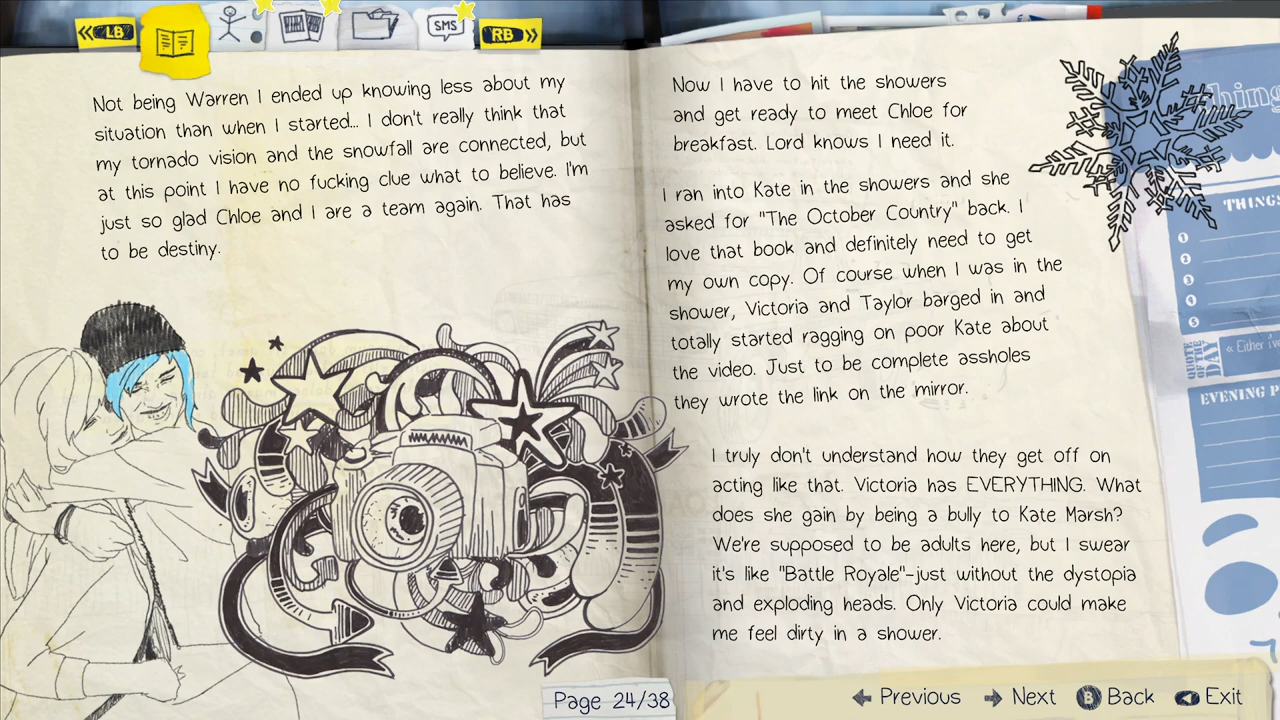 LB
SMS
RB
Not being Warren I ended up knowing less about my
situation than when I started... I don't really think that
my tornado vision and the snowfall are connected, but
at this point I have no fucking clue what to believe. I'm
just so glad Chloe and I are a team again. That has
to be destiny.
Now I have to hit the showers
and get ready to meet Chloe for
breakfast. Lord knows I need it.
I ran into Kate in the showers and she
asked for "The October Country" back. I
love that book and definitely need to get
my own copy. Of course when I was in the
shower, Victoria and Taylor barged in and
totally started ragging on poor Kate about
the video. Just to be complete assholes
they wrote the link on the mirror.
I truly don't understand how they get off on
acting like that. Victoria has EVERYTHING. What
does she gain by being a bully to Kate Marsh?
We're supposed to be adults here, but I swear
it's like "Battle Royale"-just without the dystopia
and exploding heads. Only Victoria could make
me feel dirty in a shower.
THINGS
1
2
3
4
5
QUOTE OF THE DAY
« Either
EVENING P
Page 24/38
Previous
Next
B Back
Exit